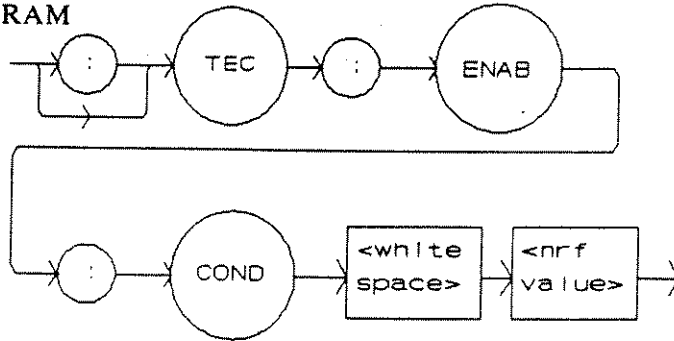 RAM
: TEC : ENAB
: COND <white <nrf
space> value>